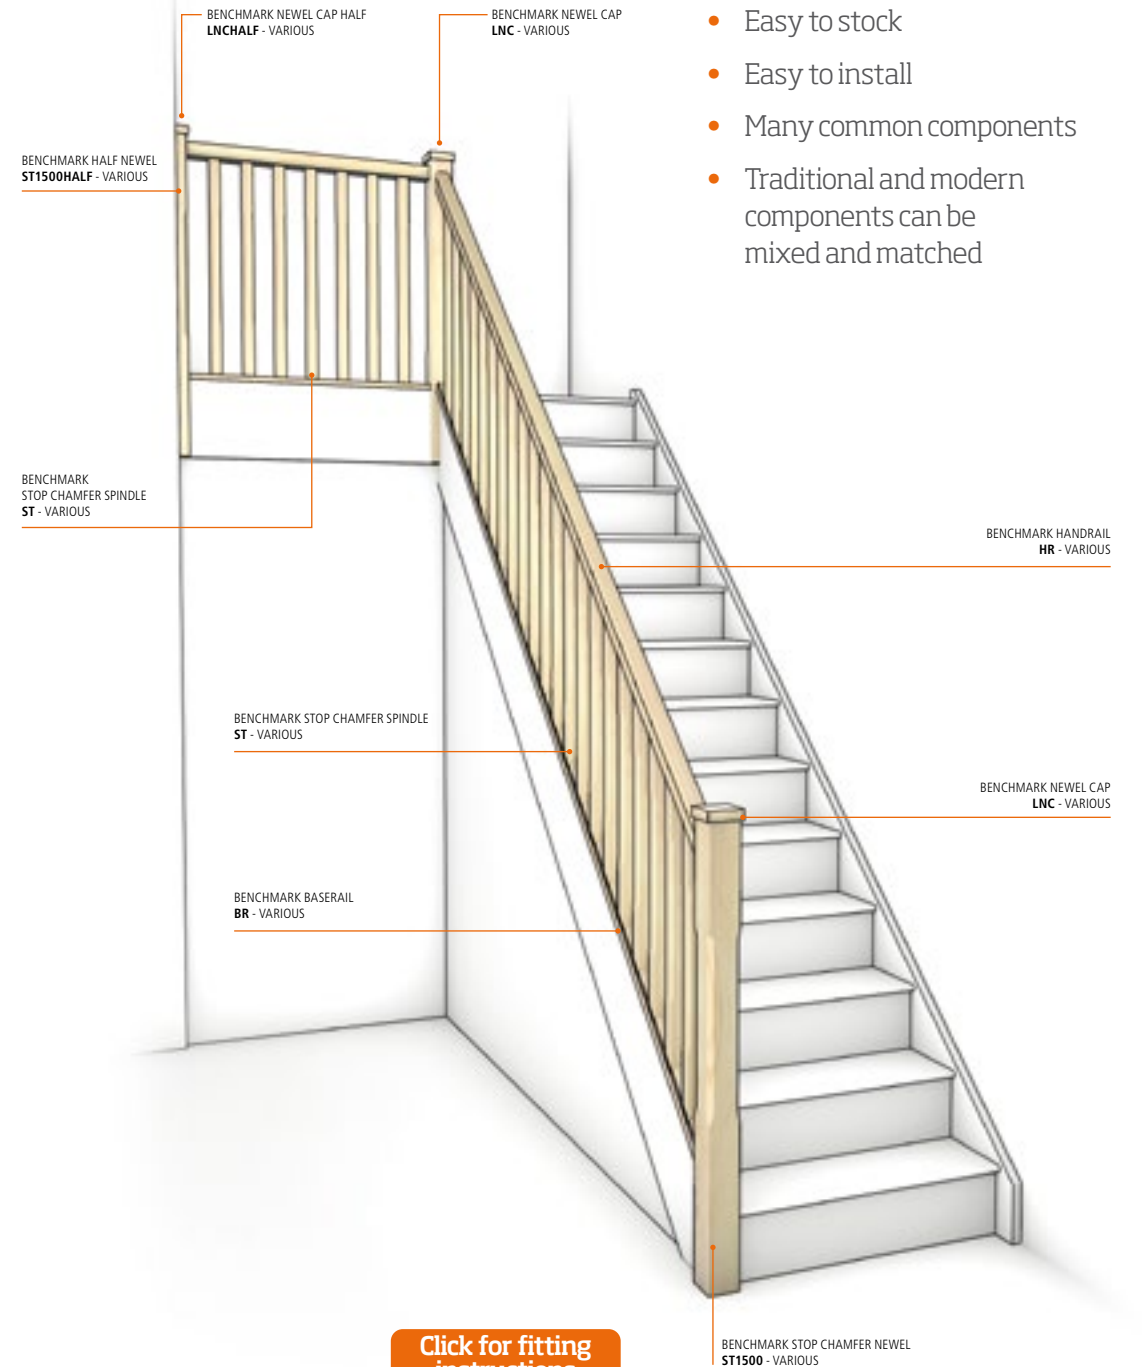 BENCHMARK NEWEL CAP HALF
LNCHALF - VARIOUS
BENCHMARK NEWEL CAP
LNC - VARIOUS
• Easy to stock
• Easy to install
• Many common components
• Traditional and modern
components can be
mixed and matched
BENCHMARK HALF NEWEL
ST1500HALF - VARIOUS
BENCHMARK
STOP CHAMFER SPINDLE
ST - VARIOUS
BENCHMARK HANDRAIL
HR - VARIOUS
BENCHMARK STOP CHAMFER SPINDLE
ST - VARIOUS
BENCHMARK NEWEL CAP
LNC - VARIOUS
BENCHMARK BASERAIL
BR - VARIOUS
Click for fitting
instructions
BENCHMARK STOP CHAMFER NEWEL
ST1500 - VARIOUS